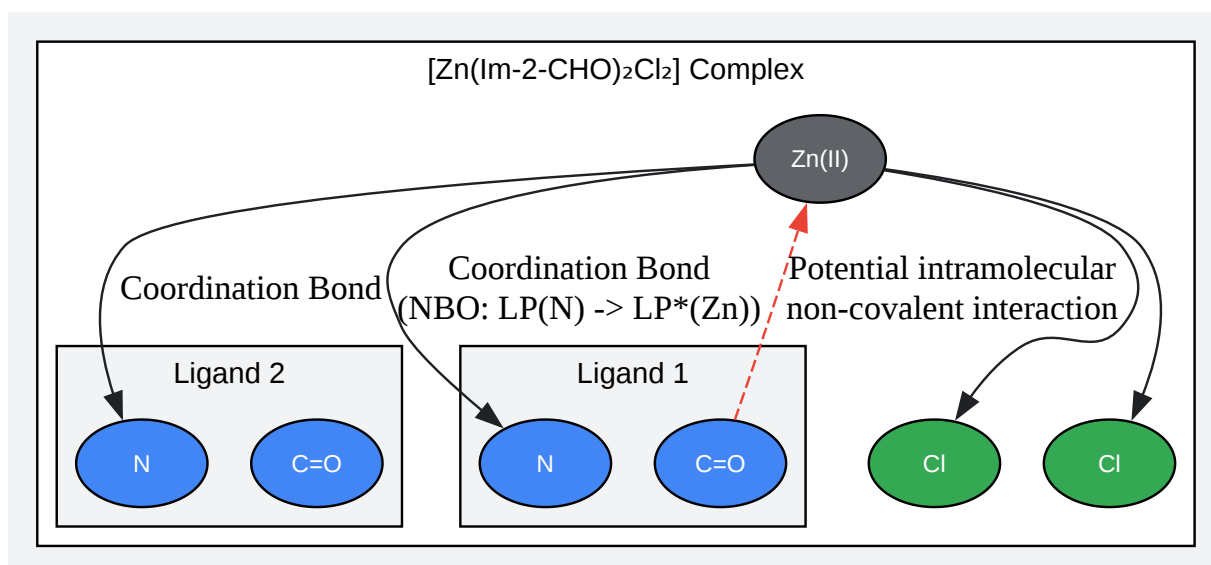 [Zn(Im-2-CHO)₂Cl₂] Complex
Zn(II)
Coordination Bond
Coordination Bond
(NBO: LP(N) -> LP*(Zn))
Potential intramolecular
non-covalent interaction
Ligand 2
Ligand 1
N
C=O
N
C=O
Cl
Cl